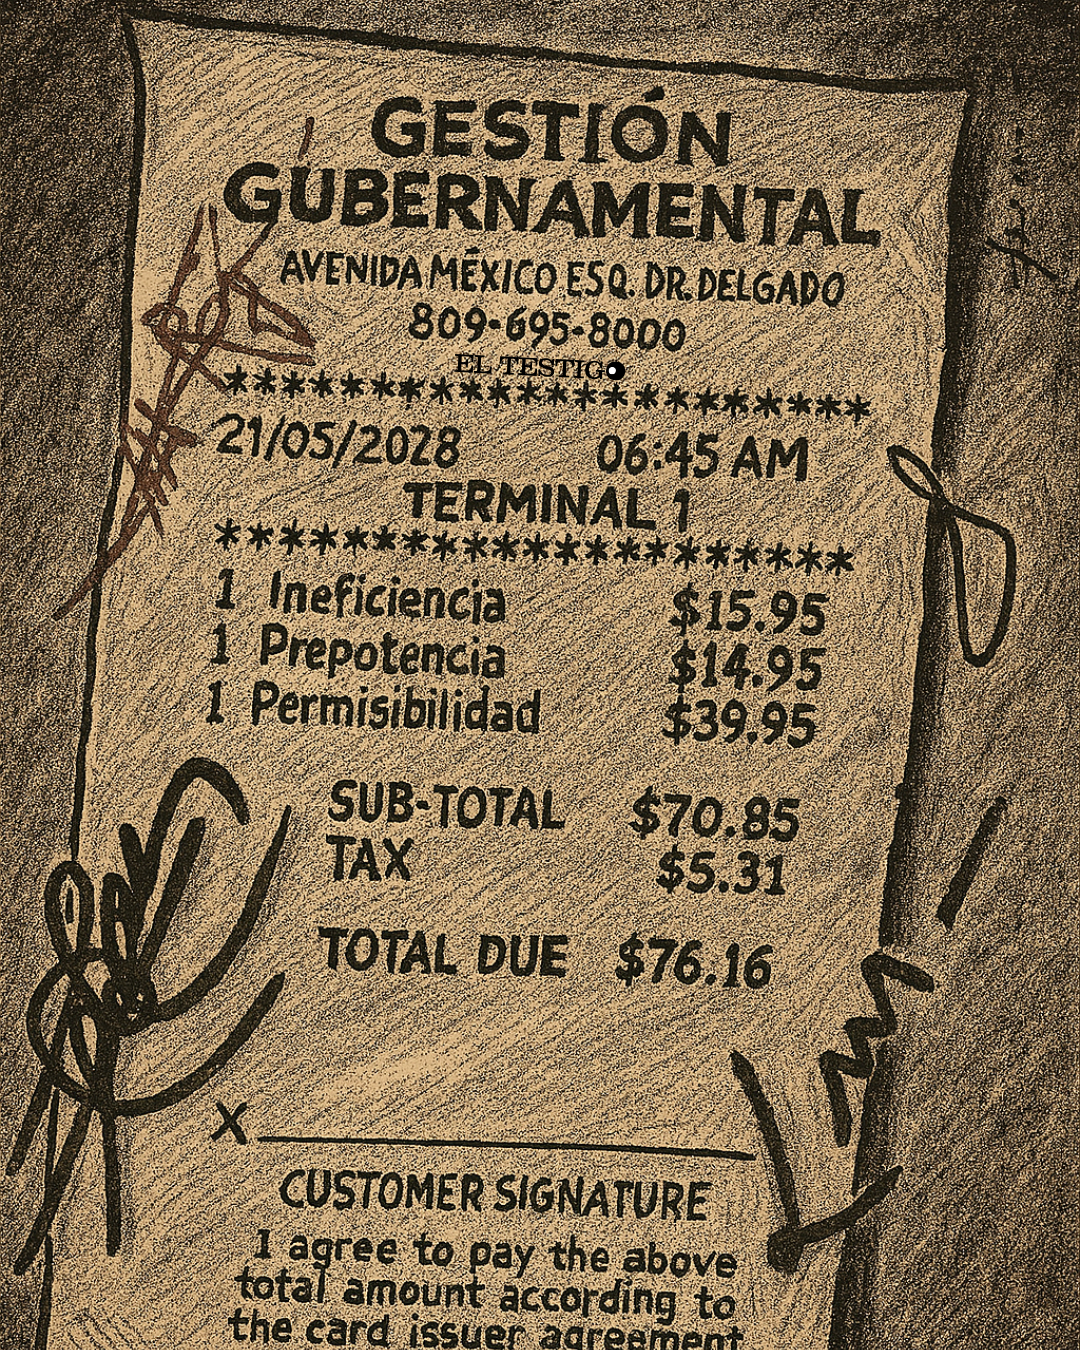 GESTIÓN
GUBERNAMENTAL
AVENIDA MÉXICO ESQ. DR. DELGADO
809-695-8000
EL TESTIGO
*********************
21/05/2028 06:45 AM
TERMINAL 1
*********************
1 Ineficiencia $15.95
1 Prepotencia $14.95
1 Permisibilidad $39.95
SUB-TOTAL $70.85
TAX $5.31
TOTAL DUE $76.16
X
CUSTOMER SIGNATURE
I agree to pay the above
total amount according to
the card issuer agreement